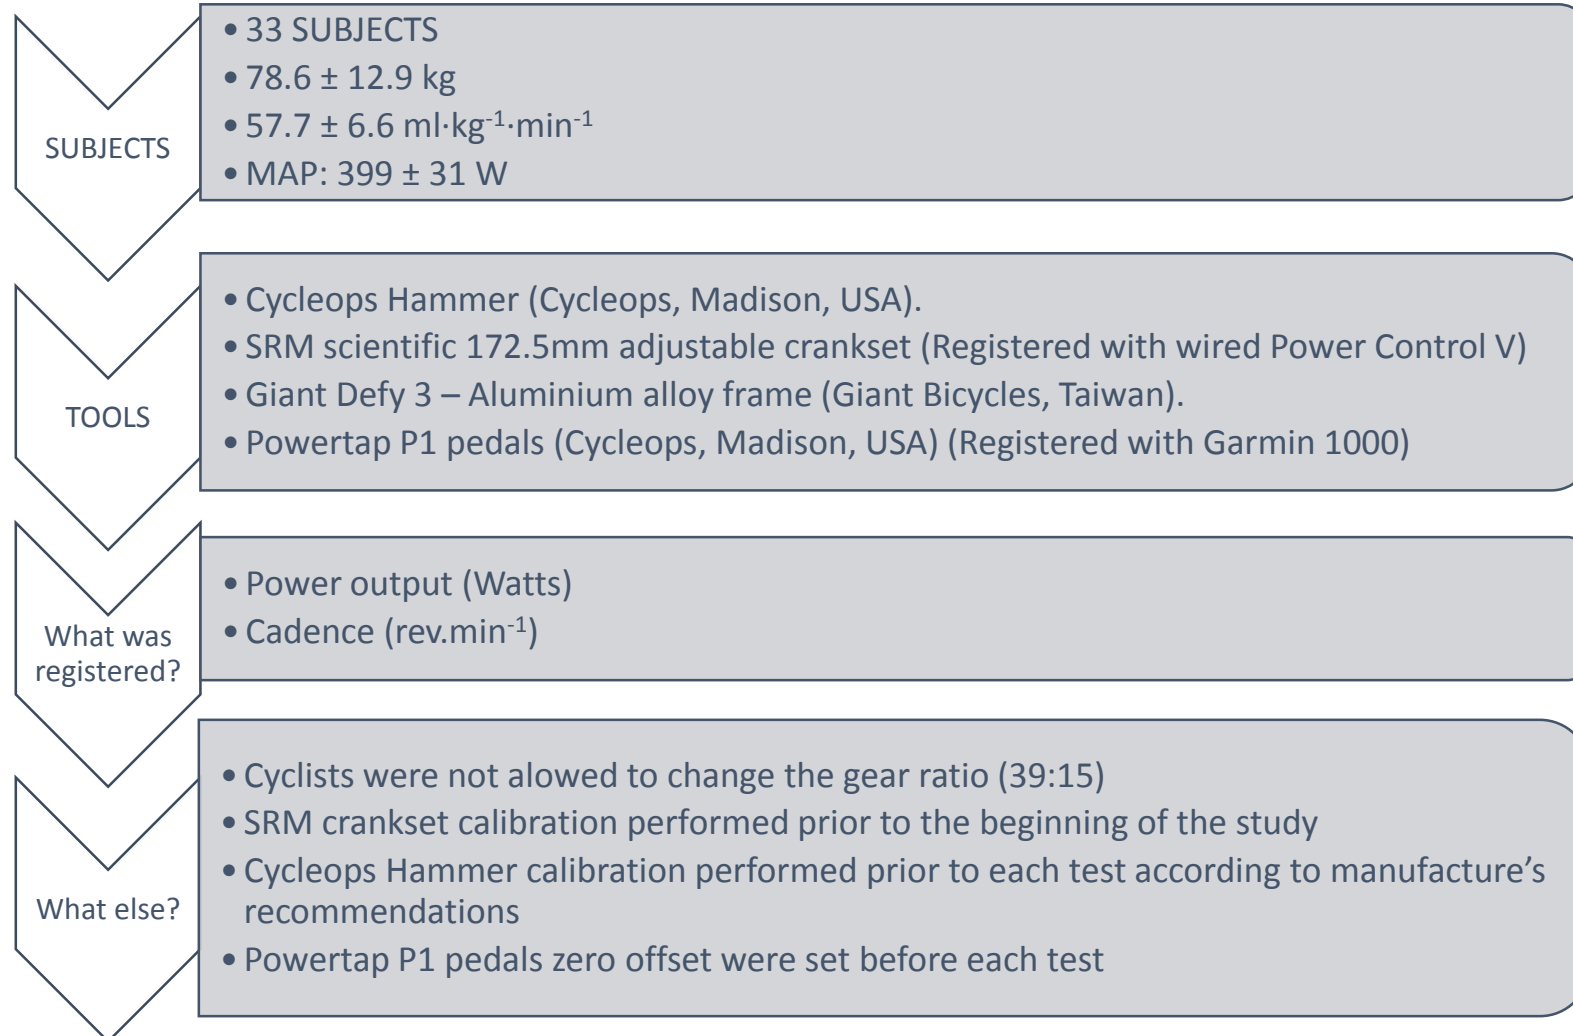 SUBJECTS
• 33 SUBJECTS
• 78.6 ± 12.9 kg
• 57.7 ± 6.6 ml·kg⁻¹·min⁻¹
• MAP: 399 ± 31 W
TOOLS
• Cycleops Hammer (Cycleops, Madison, USA).
• SRM scientific 172.5mm adjustable crankset (Registered with wired Power Control V)
• Giant Defy 3 – Aluminium alloy frame (Giant Bicycles, Taiwan).
• Powertap P1 pedals (Cycleops, Madison, USA) (Registered with Garmin 1000)
What was
registered?
• Power output (Watts)
• Cadence (rev.min⁻¹)
What else?
• Cyclists were not alowed to change the gear ratio (39:15)
• SRM crankset calibration performed prior to the beginning of the study
• Cycleops Hammer calibration performed prior to each test according to manufacture’s
recommendations
• Powertap P1 pedals zero offset were set before each test